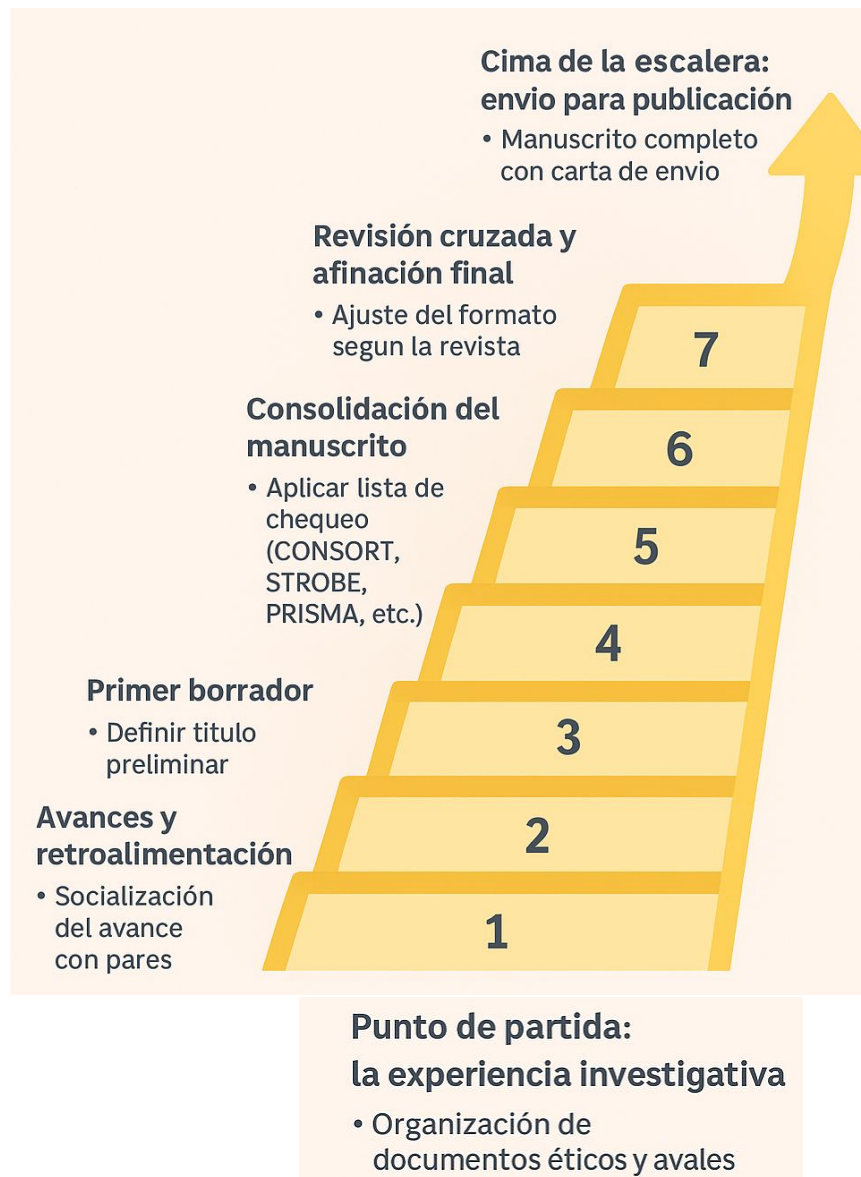 Cima de la escalera:
envio para publicación
• Manuscrito completo
con carta de envio
Revisión cruzada y
afinación final
• Ajuste del formato
segun la revista
7
Consolidación del
manuscrito
• Aplicar lista de
chequeo
(CONSORT,
STROBE,
PRISMA, etc.)
6
5
4
Primer borrador
• Definir titulo
preliminar
3
Avances y
retroalimentación
• Socialización
del avance
con pares
2
1
Punto de partida:
la experiencia investigativa
• Organización de
documentos éticos y avales